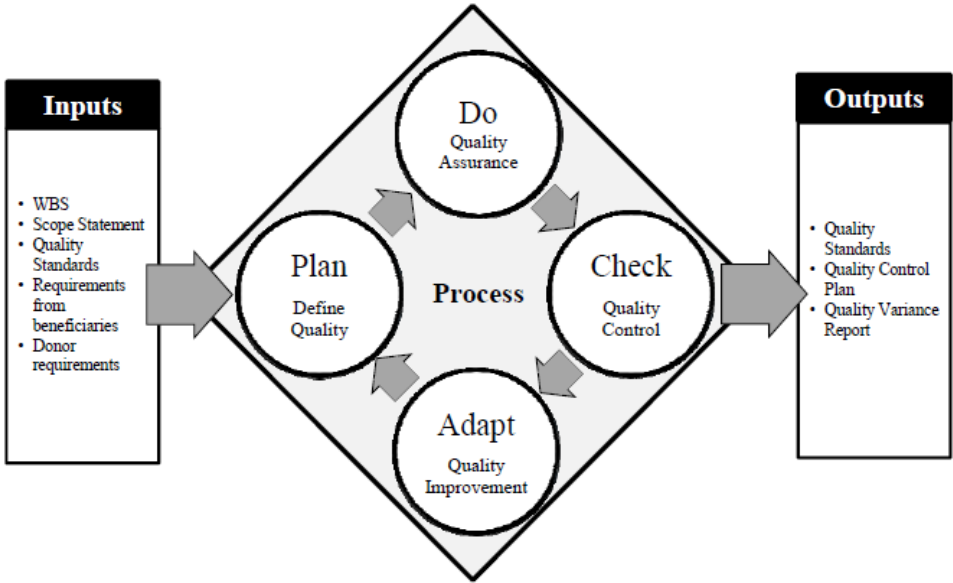 Inputs
• WBS
• Scope Statement
• Quality
Standards
• Requirements
from
beneficiaries
• Donor
requirements
Do
Quality
Assurance
Plan
Define
Quality
Process
Check
Quality
Control
Adapt
Quality
Improvement
Outputs
• Quality
Standards
• Quality Control
Plan
• Quality Variance
Report